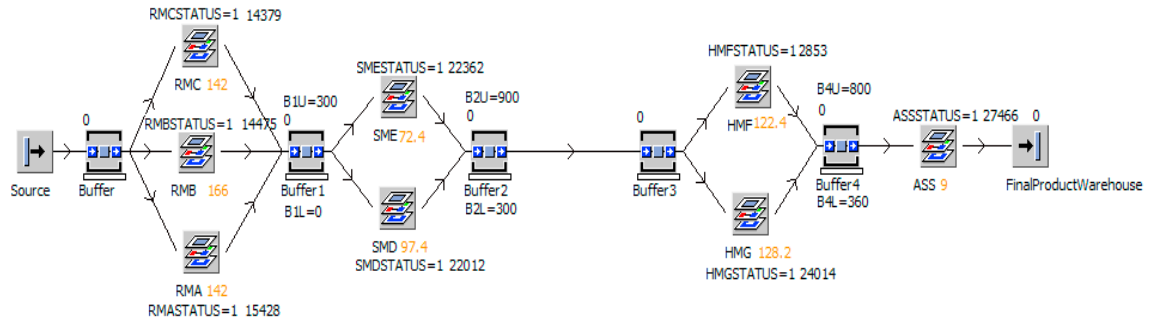 RMCSTATUS=1 14379
RMC 142
0
Source
Buffer
RMBSTATUS=1 14475
RMB 166
RMA 142
RMASTATUS=1 15428
B1U=300
0
Buffer1
B1L=0
SMESTATUS=1 22362
SME 72.4
SMD 97.4
SMDSTATUS=1 22012
B2U=900
0
Buffer2
B2L=300
0
Buffer3
HMFSTATUS=1 2853
HMF 122.4
HMG 128.2
HMGSTATUS=1 24014
B4U=800
0
Buffer4
B4L=360
ASSSTATUS=1 27466
ASS 9
0
FinalProductWarehouse